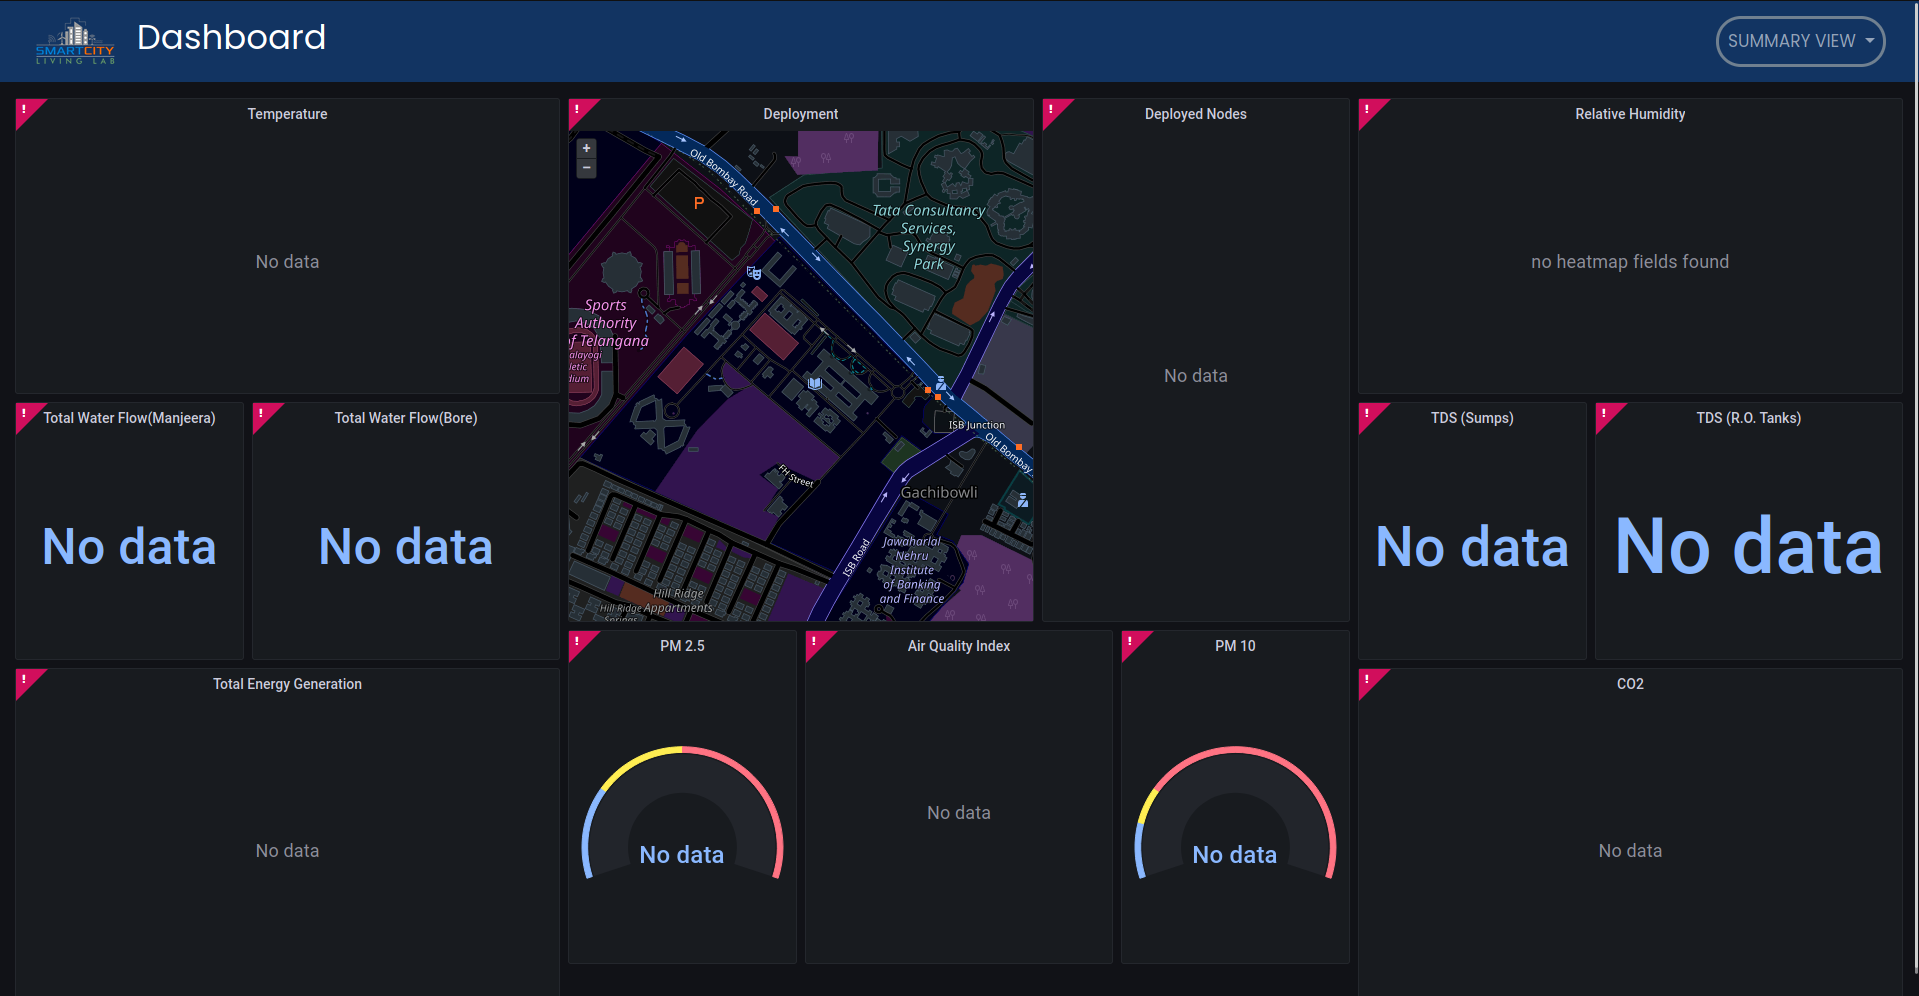 SMARTCITY
LIVING LAB
Dashboard
SUMMARY VIEW
!
Temperature
No data
!
Deployment
+
−
Old Bombay Road
P
Tata Consultancy
Services,
Synergy
Park
Sports
Authority
of Telangana
alayogi
letic
dium
ISB Junction
Old Bombay
FH Street
Gachibowli
ISB Road
Jawaharlal
Nehru
Institute
of Banking
and Finance
Hill Ridge
Appartments
Hill Ridge
Springs
!
Deployed Nodes
No data
!
Relative Humidity
no heatmap fields found
!
Total Water Flow(Manjeera)
No data
!
Total Water Flow(Bore)
No data
!
TDS (Sumps)
No data
!
TDS (R.O. Tanks)
No data
!
Total Energy Generation
No data
!
PM 2.5
No data
!
Air Quality Index
No data
!
PM 10
No data
!
CO2
No data